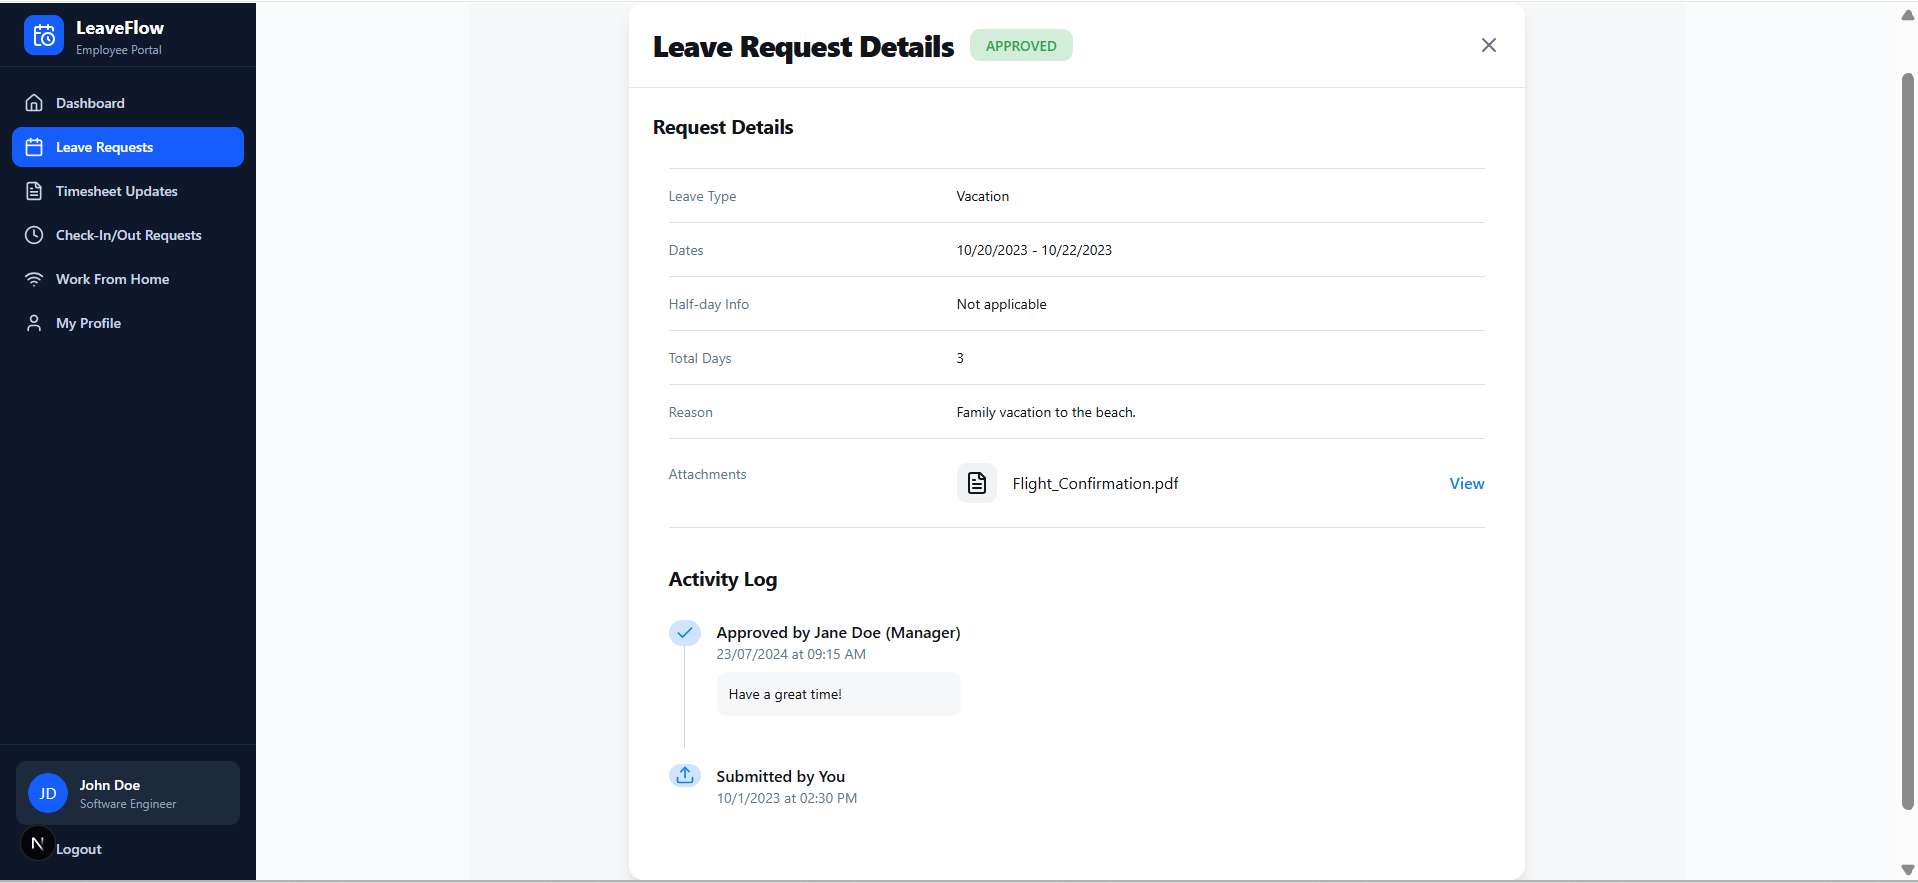 LeaveFlow
Employee Portal
Dashboard
Leave Requests
Timesheet Updates
Check-In/Out Requests
Work From Home
My Profile
JD
John Doe
Software Engineer
N
Logout
Leave Request Details
APPROVED
Request Details
Leave Type
Vacation
Dates
10/20/2023 - 10/22/2023
Half-day Info
Not applicable
Total Days
3
Reason
Family vacation to the beach.
Attachments
Flight_Confirmation.pdf
View
Activity Log
Approved by Jane Doe (Manager)
23/07/2024 at 09:15 AM
Have a great time!
Submitted by You
10/1/2023 at 02:30 PM